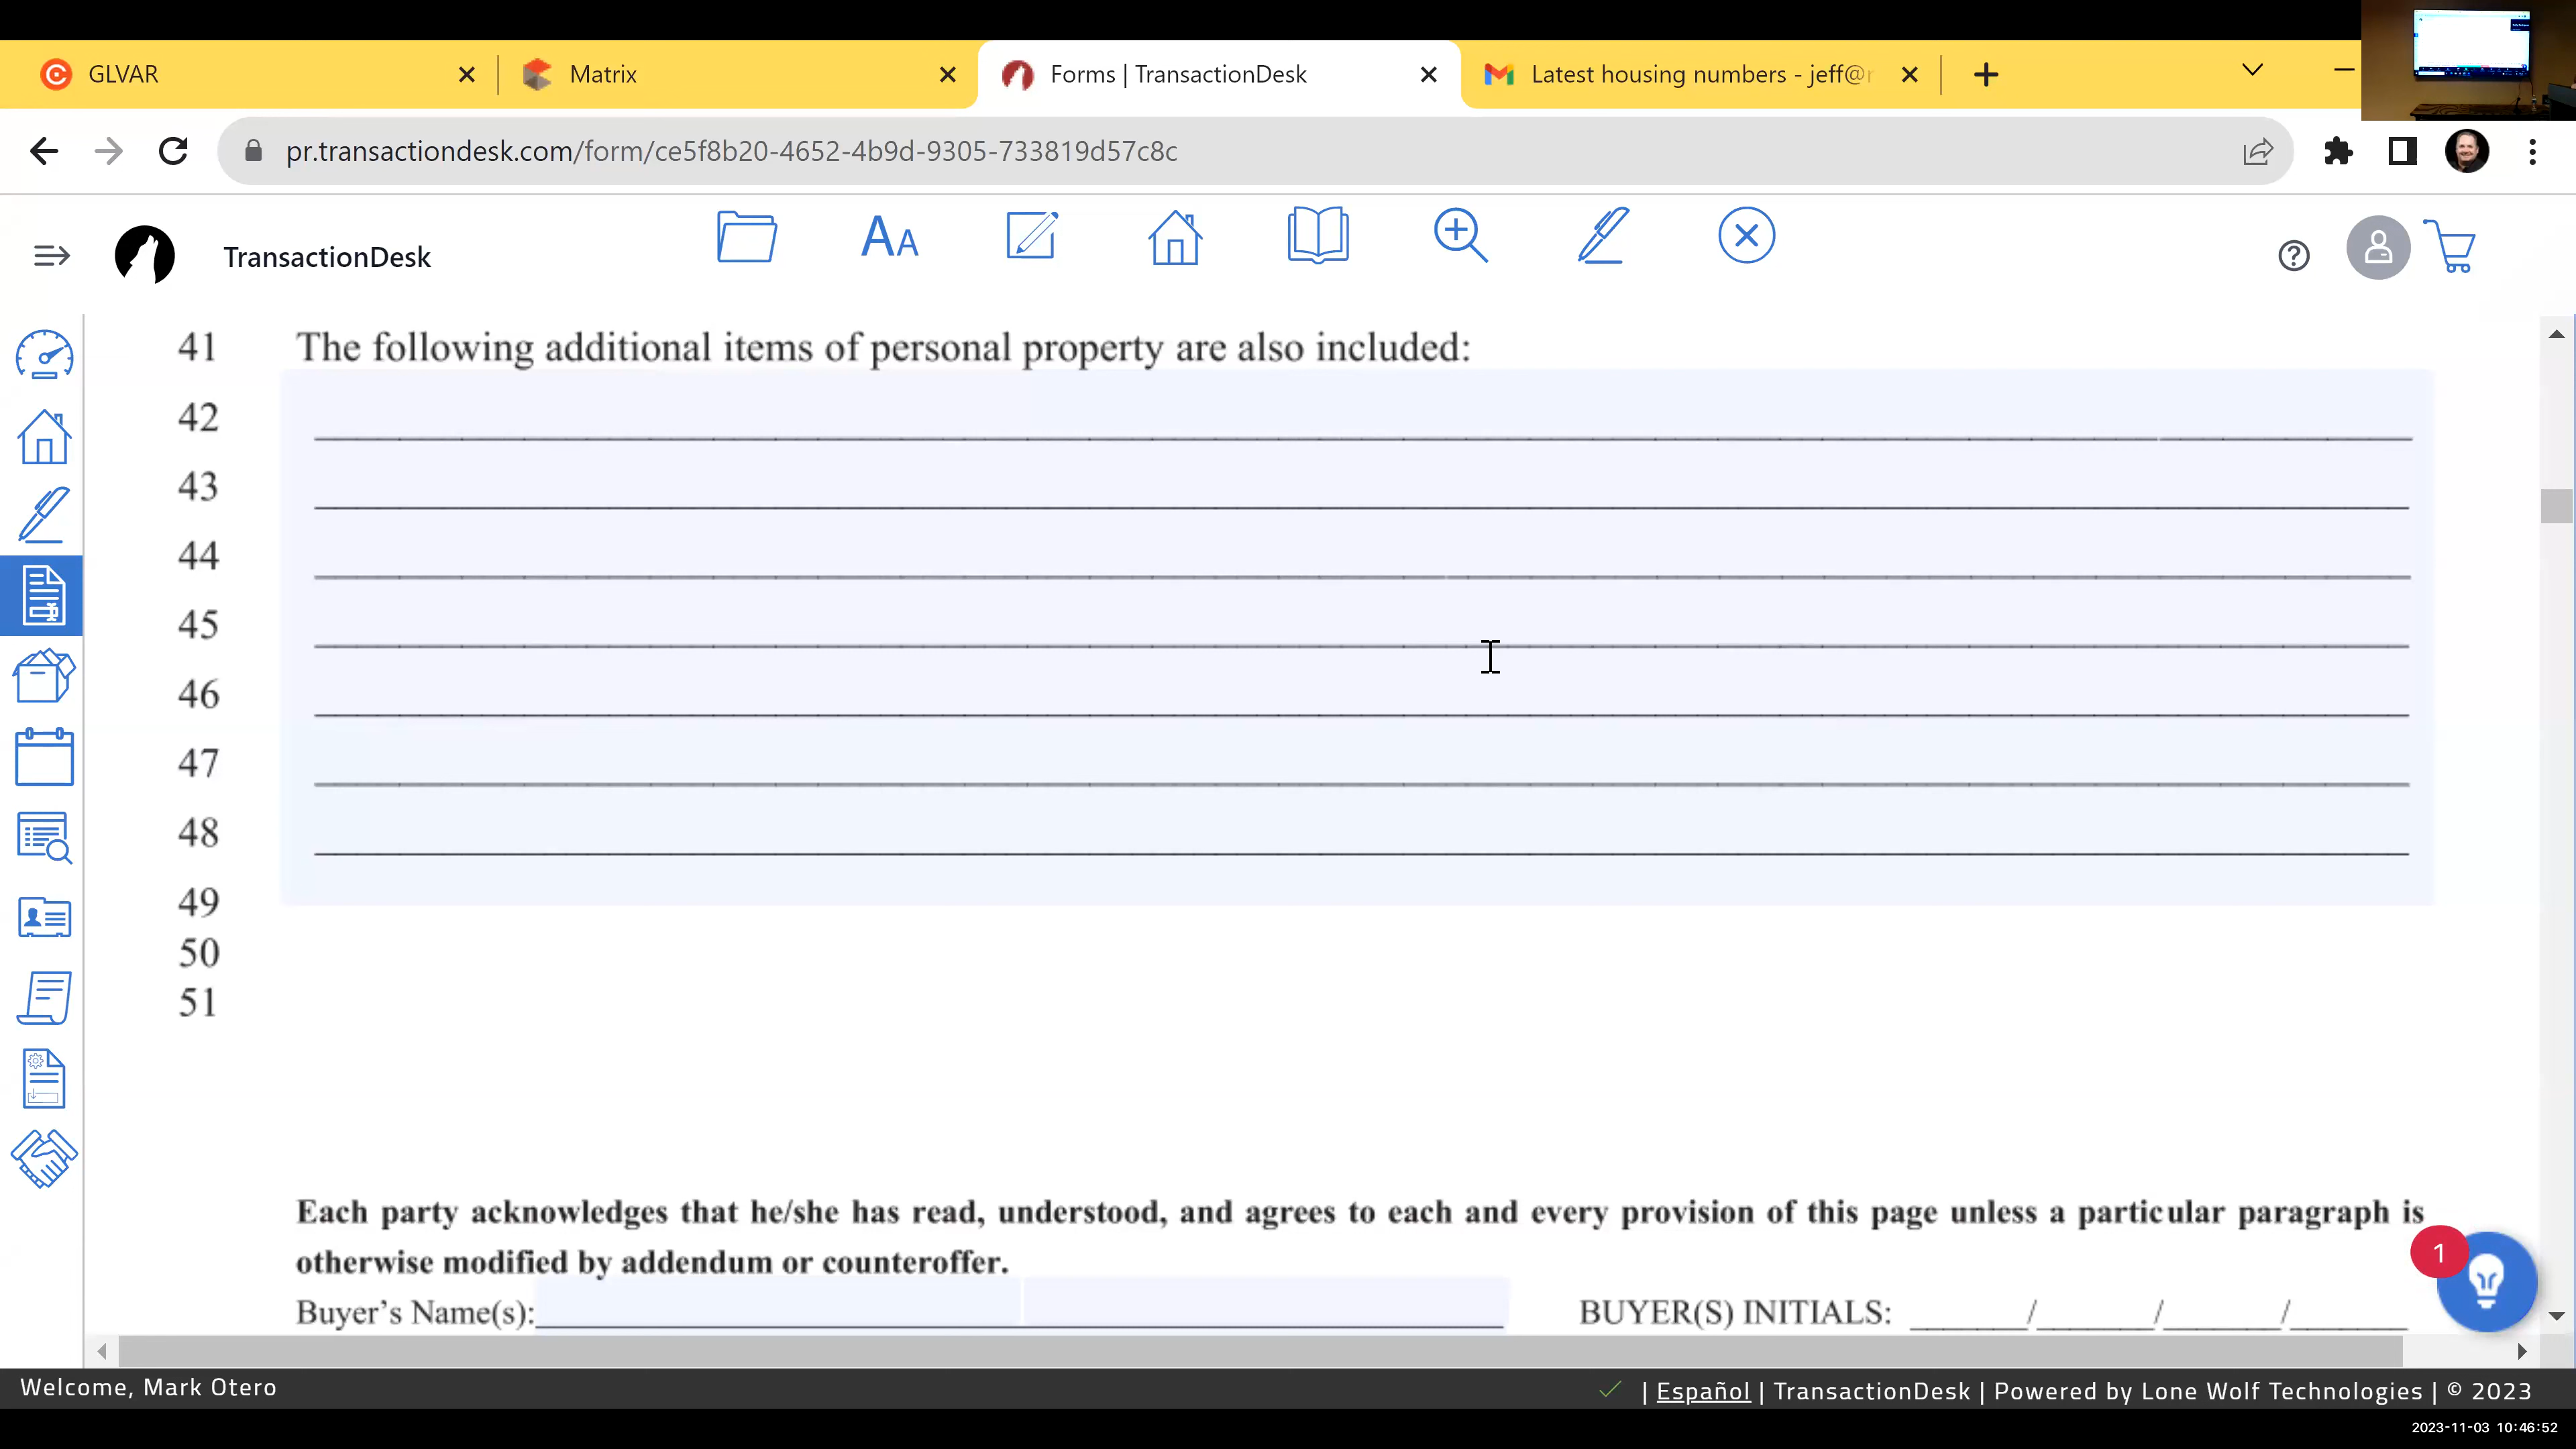 GLVAR
Matrix
Forms | TransactionDesk
Latest housing numbers - jeff@
pr.transactiondesk.com/form/ce5f8b20-4652-4b9d-9305-733819d57c8c
TransactionDesk
41 The following additional items of personal property are also included:
42
43
44
45
46
47
48
49
50
51
Each party acknowledges that he/she has read, understood, and agrees to each and every provision of this page unless a particular paragraph is
otherwise modified by addendum or counteroffer.
Buyer's Name(s):
BUYER(S) INITIALS: ______/______/______/______
1
Welcome, Mark Otero
| Español | TransactionDesk | Powered by Lone Wolf Technologies | © 2023
2023-11-03 10:46:52